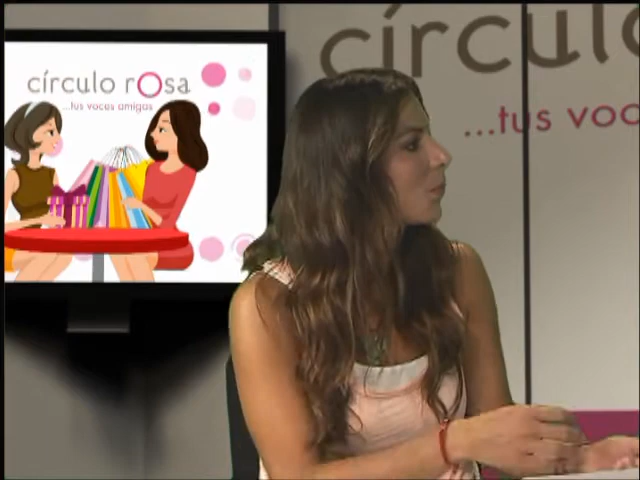 círculo rosa
...tus voces amigas
círculo
...tus voc